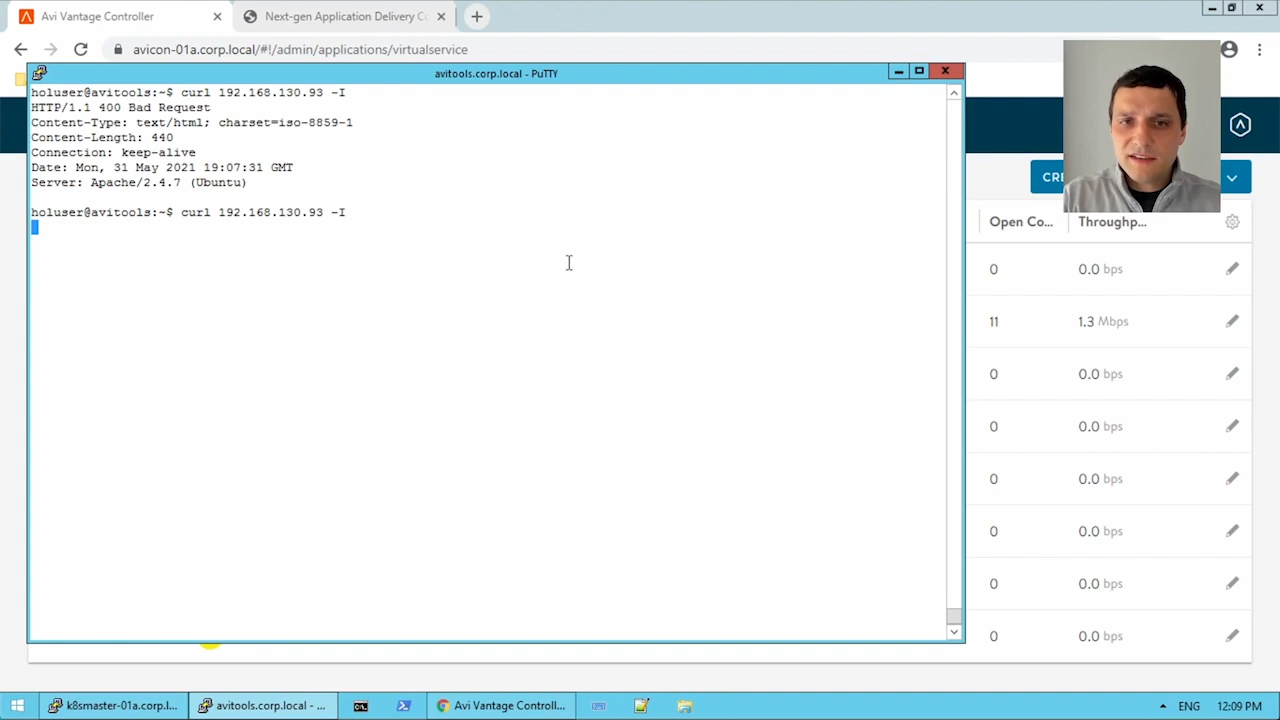 Avi Vantage Controller
Next-gen Application Delivery Co
avicon-01a.corp.local/#!/admin/applications/virtualservice
avitools.corp.local - PuTTY
holuser@avitools:~$ curl 192.168.130.93 -I
HTTP/1.1 400 Bad Request
Content-Type: text/html; charset=iso-8859-1
Content-Length: 440
Connection: keep-alive
Date: Mon, 31 May 2021 19:07:31 GMT
Server: Apache/2.4.7 (Ubuntu)
holuser@avitools:~$ curl 192.168.130.93 -I
CRE
Open Co... Throughp...
0 0.0 bps
11 1.3 Mbps
0 0.0 bps
0 0.0 bps
0 0.0 bps
0 0.0 bps
0 0.0 bps
0 0.0 bps
k8smaster-01a.corp.l... avitools.corp.local - ... Avi Vantage Controll... ENG 12:09 PM